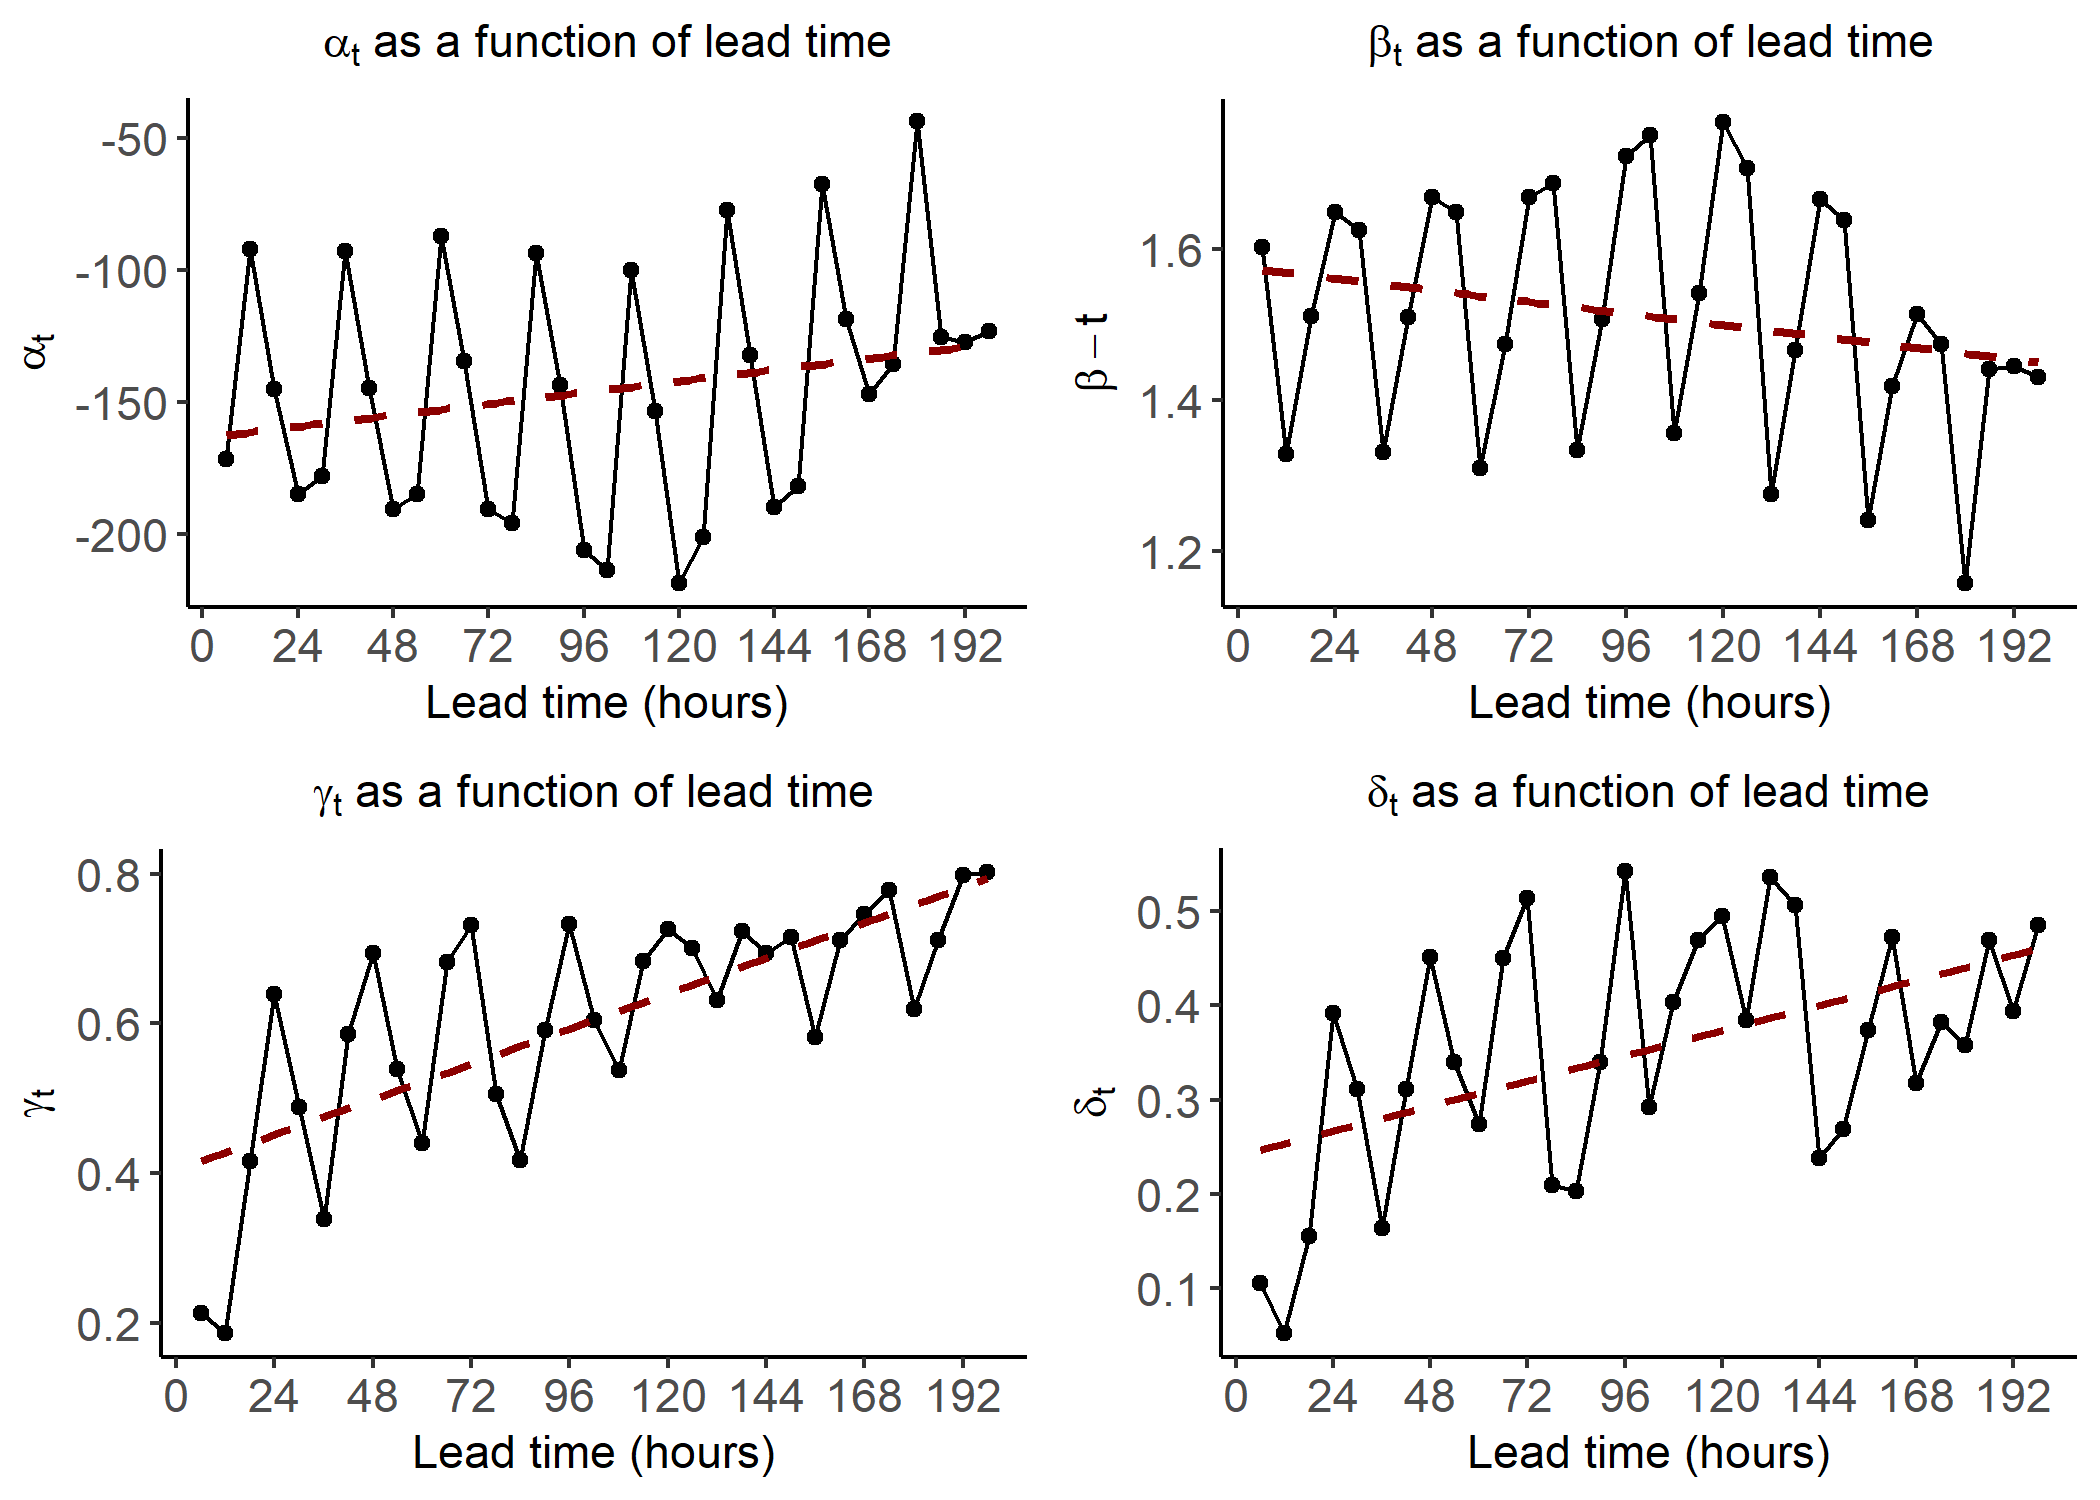 αt as a function of lead time
αt
-50
-100
-150
-200
0 24 48 72 96 120 144 168 192
Lead time (hours)
βt as a function of lead time
β − t
1.6
1.4
1.2
0 24 48 72 96 120 144 168 192
Lead time (hours)
γt as a function of lead time
γt
0.8
0.6
0.4
0.2
0 24 48 72 96 120 144 168 192
Lead time (hours)
δt as a function of lead time
δt
0.5
0.4
0.3
0.2
0.1
0 24 48 72 96 120 144 168 192
Lead time (hours)